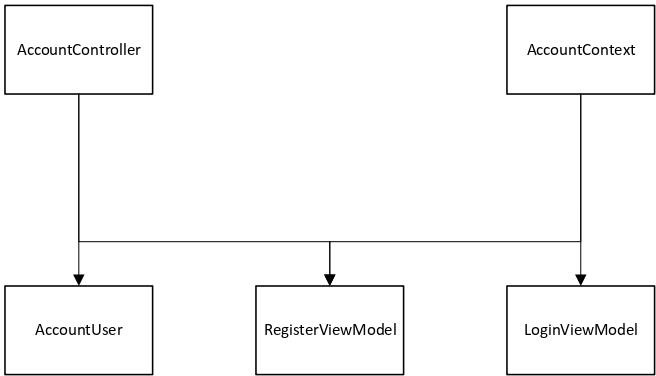 AccountController
AccountContext
AccountUser
RegisterViewModel
LoginViewModel